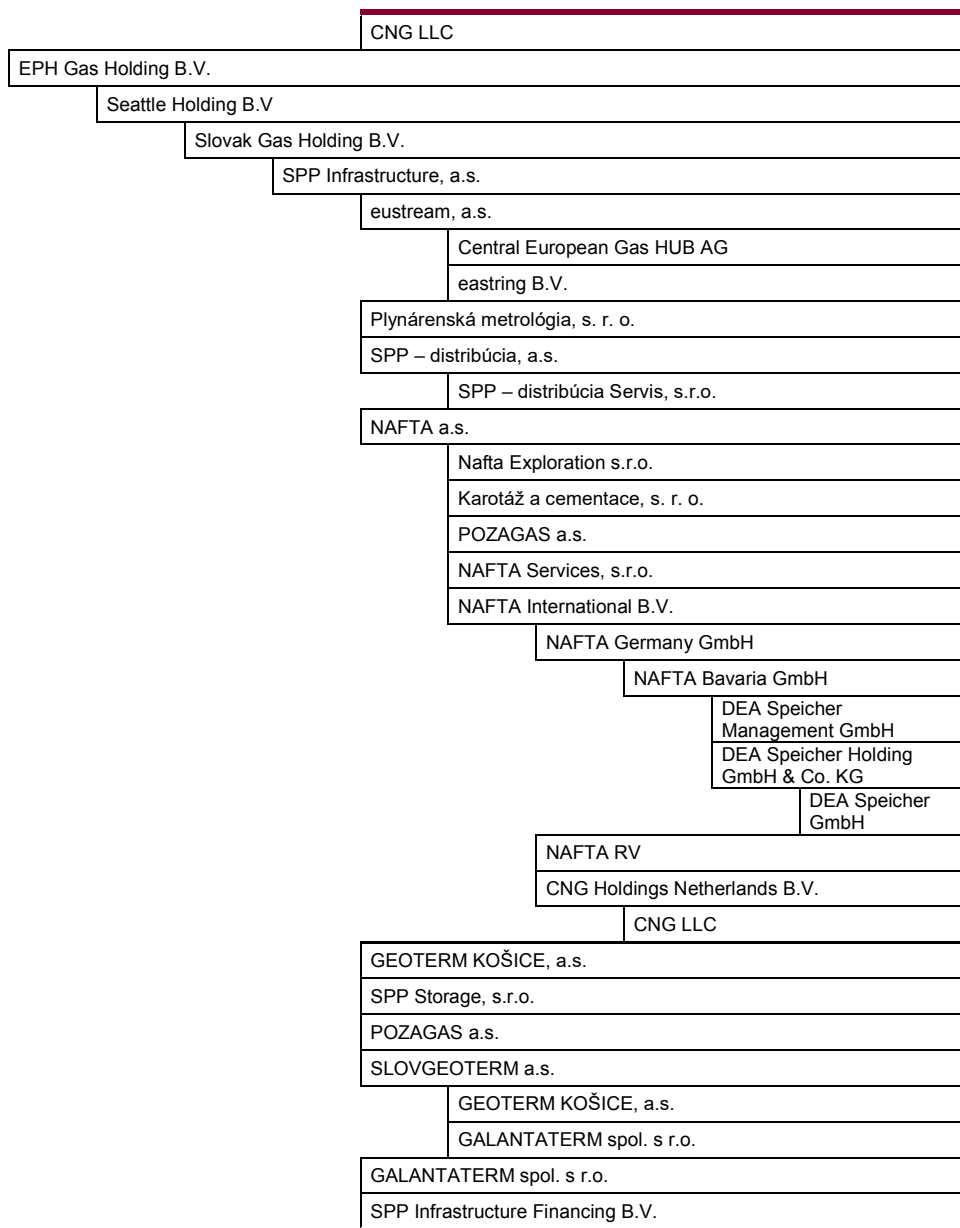 CNG LLC
EPH Gas Holding B.V.
Seattle Holding B.V
Slovak Gas Holding B.V.
SPP Infrastructure, a.s.
eustream, a.s.
Central European Gas HUB AG
eastring B.V.
Plynárenská metrológia, s. r. o.
SPP – distribúcia, a.s.
SPP – distribúcia Servis, s.r.o.
NAFTA a.s.
Nafta Exploration s.r.o.
Karotáž a cementace, s. r. o.
POZAGAS a.s.
NAFTA Services, s.r.o.
NAFTA International B.V.
NAFTA Germany GmbH
NAFTA Bavaria GmbH
DEA Speicher
Management GmbH
DEA Speicher Holding
GmbH & Co. KG
DEA Speicher
GmbH
NAFTA RV
CNG Holdings Netherlands B.V.
CNG LLC
GEOTERM KOŠICE, a.s.
SPP Storage, s.r.o.
POZAGAS a.s.
SLOVGEOTERM a.s.
GEOTERM KOŠICE, a.s.
GALANTATERM spol. s r.o.
GALANTATERM spol. s r.o.
SPP Infrastructure Financing B.V.